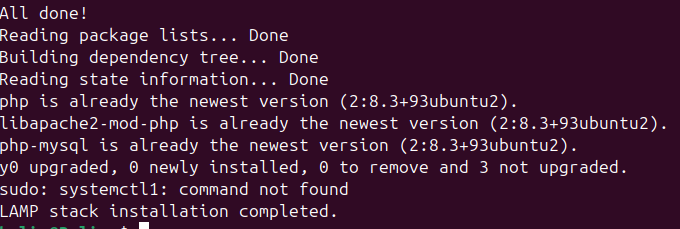 All done!
Reading package lists... Done
Building dependency tree... Done
Reading state information... Done
php is already the newest version (2:8.3+93ubuntu2).
libapache2-mod-php is already the newest version (2:8.3+93ubuntu2).
php-mysql is already the newest version (2:8.3+93ubuntu2).
y0 upgraded, 0 newly installed, 0 to remove and 3 not upgraded.
sudo: systemctl1: command not found
LAMP stack installation completed.